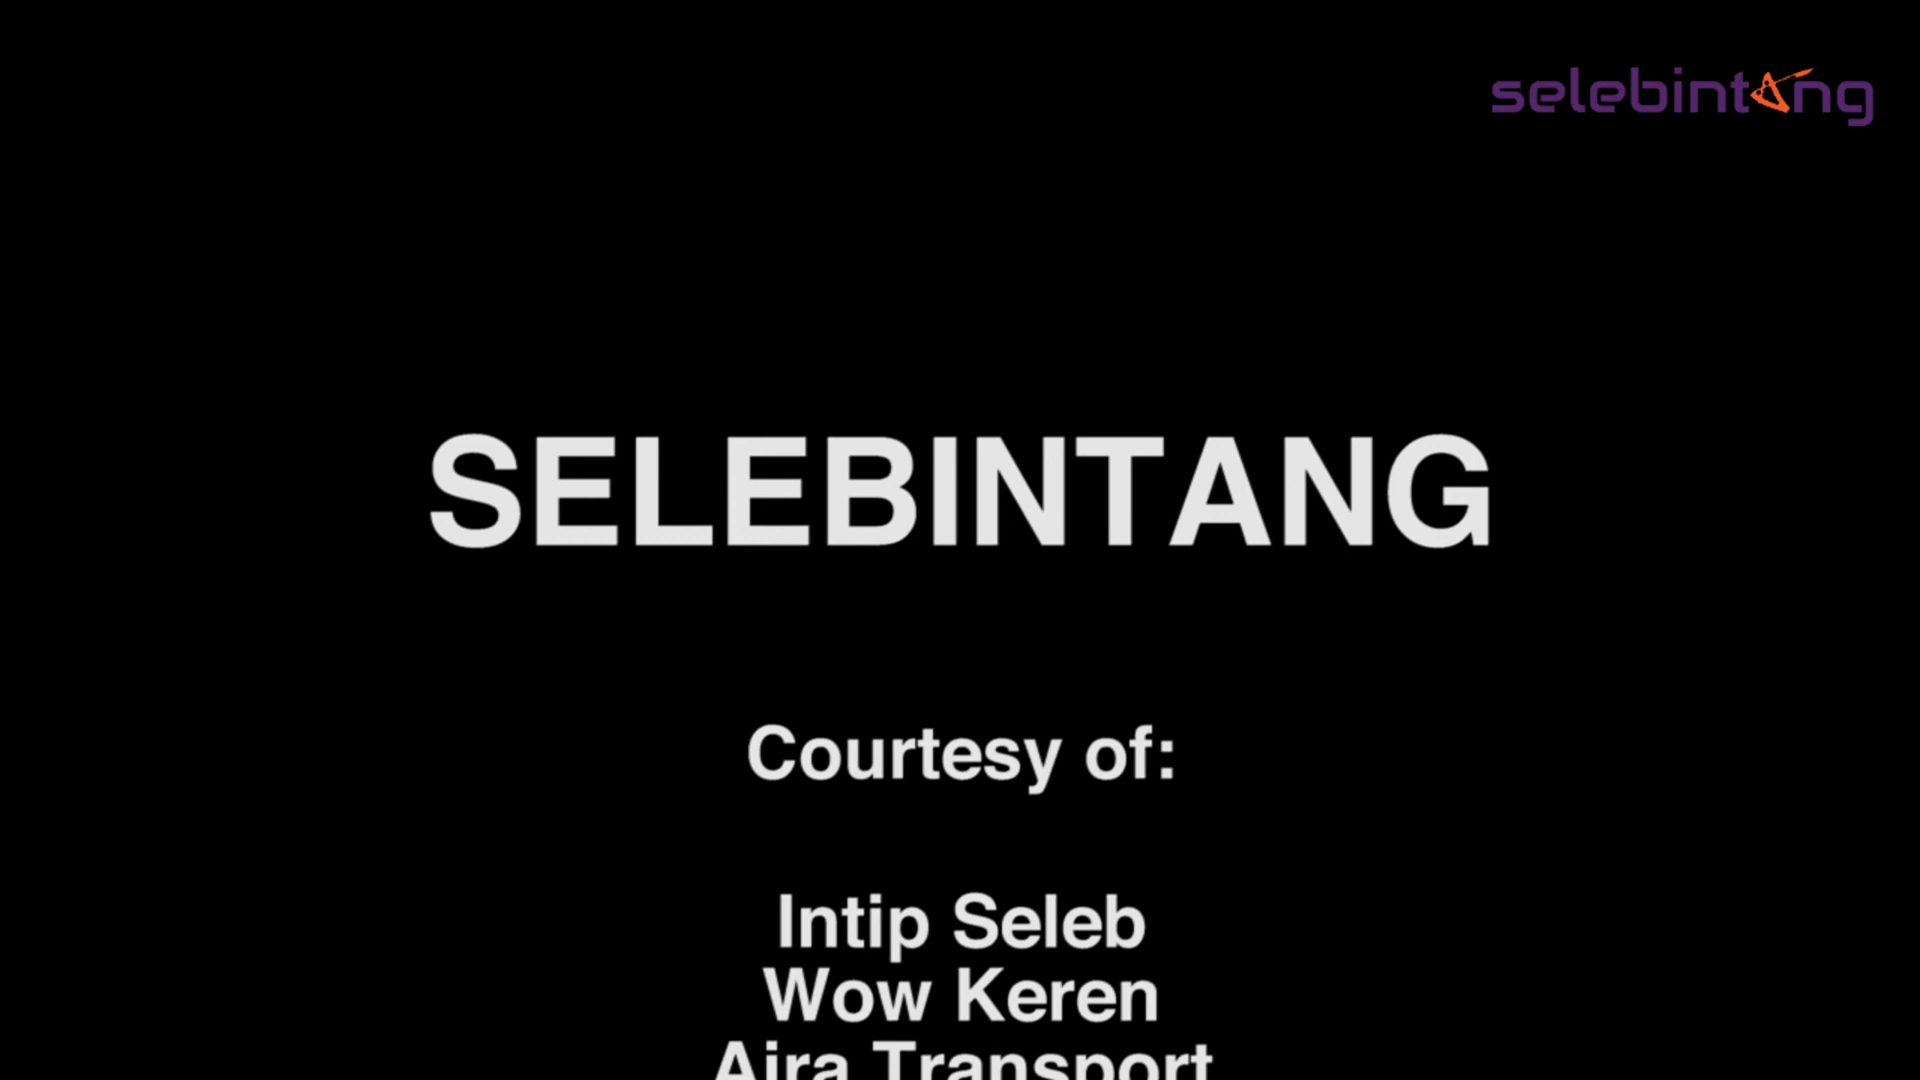 selebintang
SELEBINTANG
Courtesy of:
Intip Seleb
Wow Keren
Aira Transport